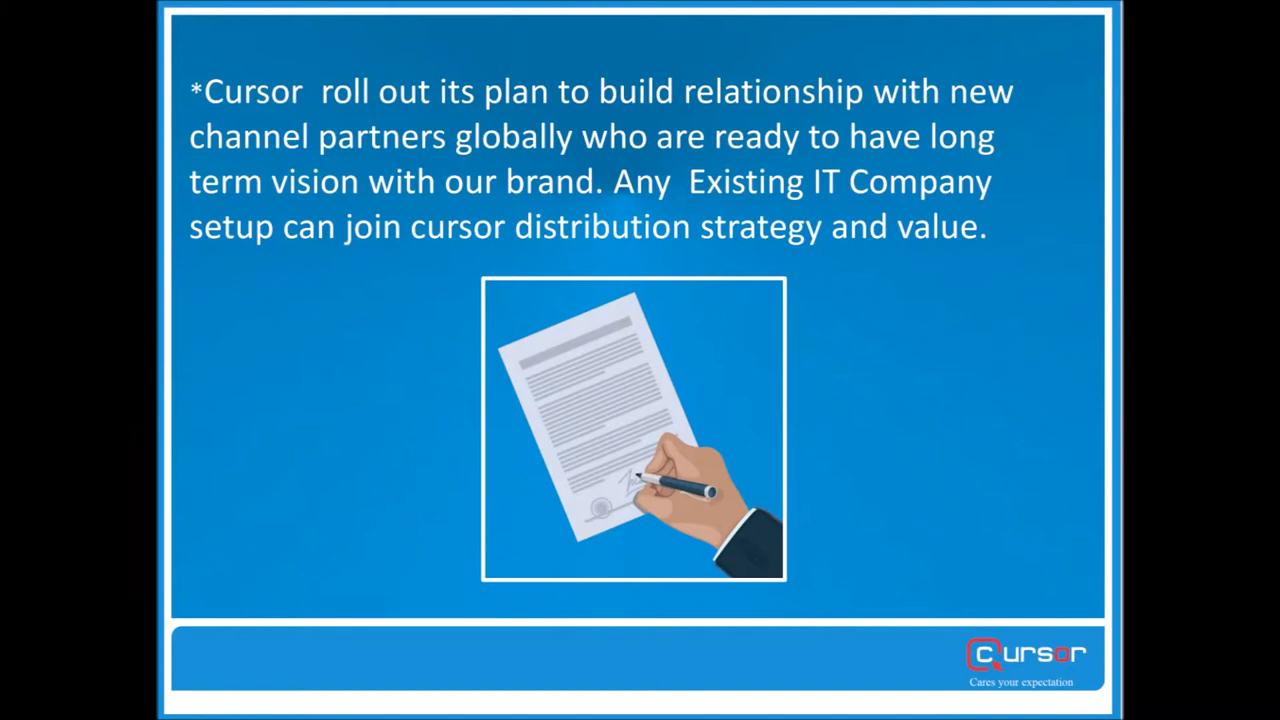 *Cursor  roll out its plan to build relationship with new
channel partners globally who are ready to have long
term vision with our brand. Any  Existing IT Company
setup can join cursor distribution strategy and value.
cursor
Cares your expectation